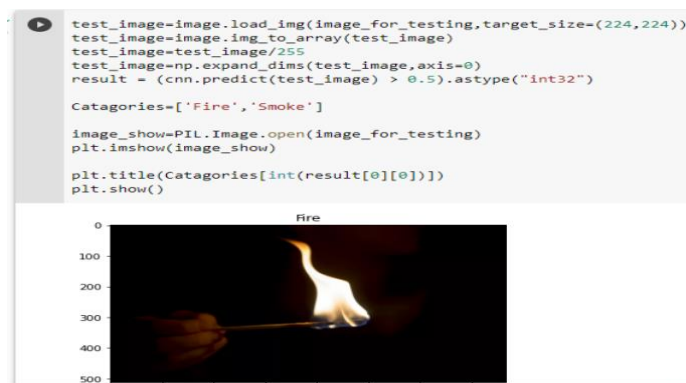 test_image=image.load_img(image_for_testing,target_size=(224,224))
test_image=image.img_to_array(test_image)
test_image=test_image/255
test_image=np.expand_dims(test_image,axis=0)
result = (cnn.predict(test_image) > 0.5).astype("int32")
Catagories=['Fire','Smoke']
image_show=PIL.Image.open(image_for_testing)
plt.imshow(image_show)
plt.title(Catagories[int(result[0][0])])
plt.show()
Fire
0
100
200
300
400
500